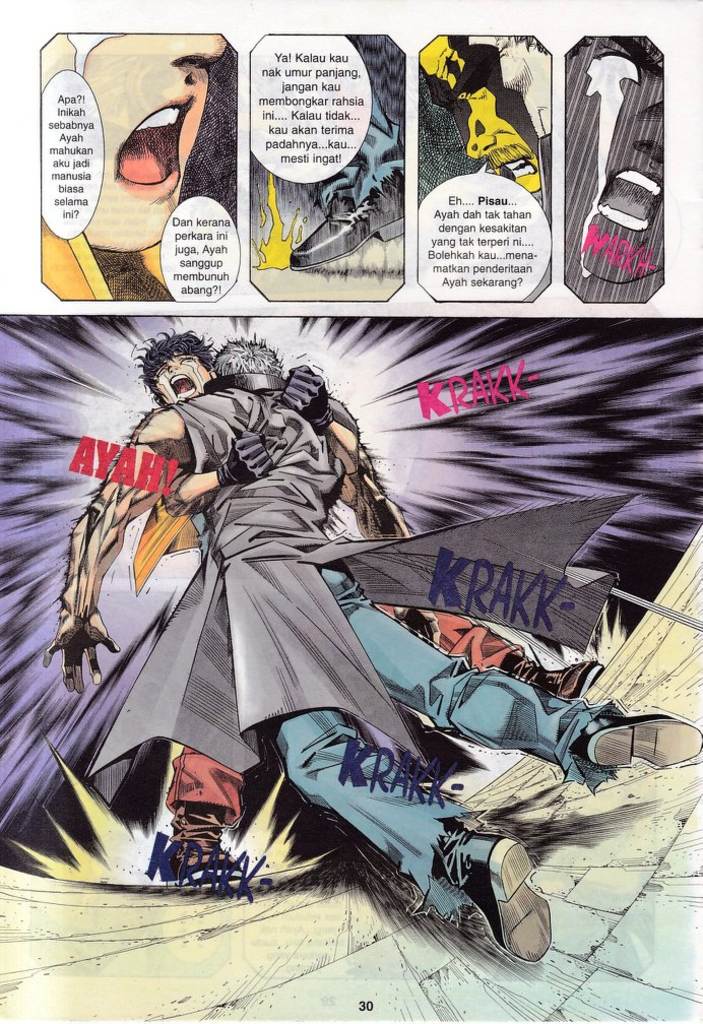 Apa?!
Inikah
sebabnya
Ayah
mahukan
aku jadi
manusia
biasa
selama
ini?
Dan kerana
perkara ini
juga, Ayah
sanggup
membunuh
abang?!
Ya! Kalau kau
nak umur panjang,
jangan kau
membongkar rahsia
ini.... Kalau tidak...
kau akan terima
padahnya...kau...
mesti ingat!
Eh.... Pisau...
Ayah dah tak tahan
dengan kesakitan
yang tak terperi ni....
Bolehkah kau...mena-
matkan penderitaan
Ayah sekarang?
MARKH-
KRAKK-
AYAH!
KRAKK-
KRAKK-
KRAKK-
30